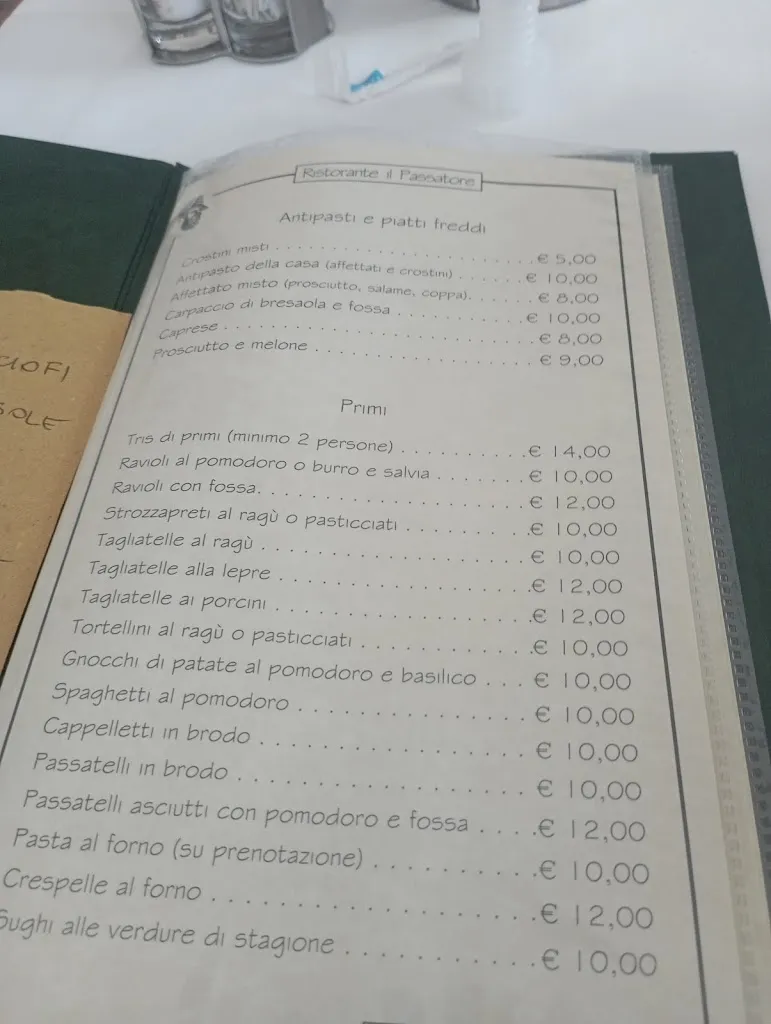 Ristorante il Passatore
Antipasti e piatti freddi
Crostini misti . . . . . . . . . . . . . . . . . . . . . . . € 5,00
Antipasto della casa (affettati e crostini) . . . . . . € 10,00
Affettato misto (prosciutto, salame, coppa). . . . . . € 8,00
Carpaccio di bresaola e fossa . . . . . . . . . . . € 10,00
Caprese . . . . . . . . . . . . . . . . . . . . . . . . . . € 8,00
Prosciutto e melone . . . . . . . . . . . . . . . . . . € 9,00
Primi
Tris di primi (minimo 2 persone) . . . . . . . . . . € 14,00
Ravioli al pomodoro o burro e salvia . . . . . . . € 10,00
Ravioli con fossa. . . . . . . . . . . . . . . . . . . . € 12,00
Strozzapreti al ragù o pasticciati . . . . . . . . . € 10,00
Tagliatelle al ragù . . . . . . . . . . . . . . . . . . . € 10,00
Tagliatelle alla lepre . . . . . . . . . . . . . . . . . . € 12,00
Tagliatelle ai porcini . . . . . . . . . . . . . . . . . . € 12,00
Tortellini al ragù o pasticciati . . . . . . . . . . . . € 10,00
Gnocchi di patate al pomodoro e basilico . . . € 10,00
Spaghetti al pomodoro . . . . . . . . . . . . . . . . € 10,00
Cappelletti in brodo . . . . . . . . . . . . . . . . . . € 10,00
Passatelli in brodo . . . . . . . . . . . . . . . . . . . € 10,00
Passatelli asciutti con pomodoro e fossa . . . . € 12,00
Pasta al forno (su prenotazione) . . . . . . . . . . € 10,00
Crespelle al forno . . . . . . . . . . . . . . . . . . . . € 12,00
Sughi alle verdure di stagione . . . . . . . . . . . . € 10,00